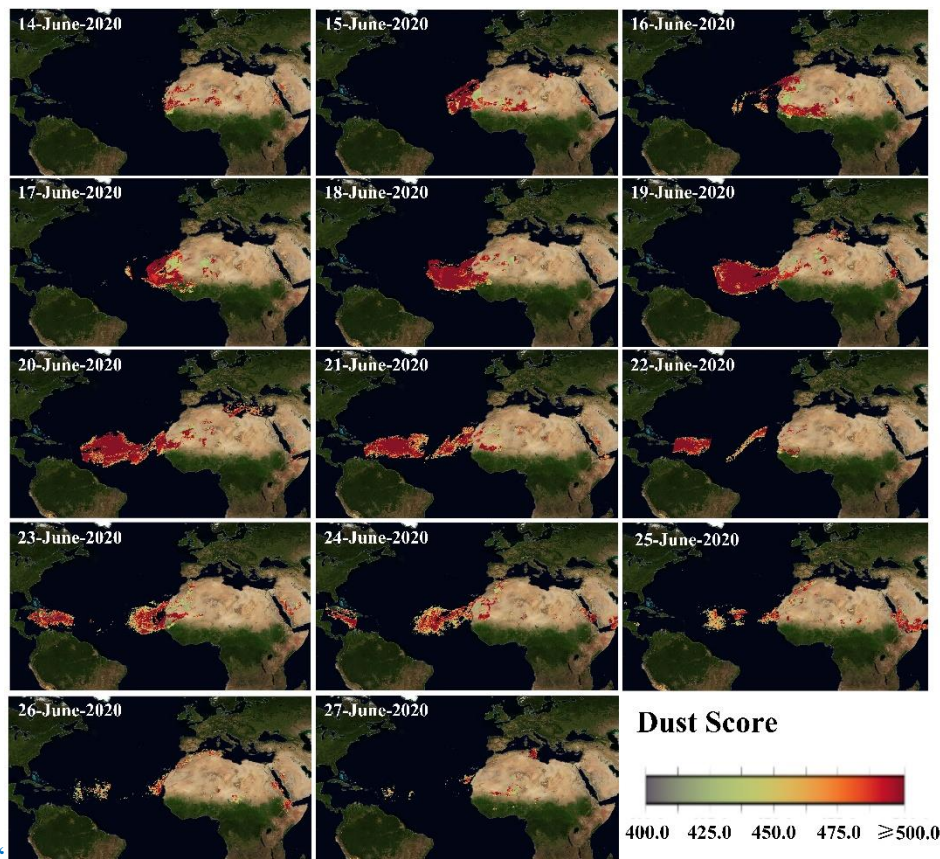 14-June-2020
15-June-2020
16-June-2020
17-June-2020
18-June-2020
19-June-2020
20-June-2020
21-June-2020
22-June-2020
23-June-2020
24-June-2020
25-June-2020
26-June-2020
27-June-2020
Dust Score
400.0 425.0 450.0 475.0 ⩾500.0